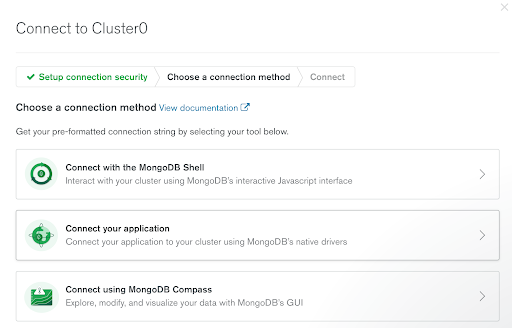 Connect to Cluster0
Setup connection security
Choose a connection method
Connect
Choose a connection method View documentation
Get your pre-formatted connection string by selecting your tool below.
Connect with the MongoDB Shell
Interact with your cluster using MongoDB's interactive Javascript interface
Connect your application
Connect your application to your cluster using MongoDB's native drivers
Connect using MongoDB Compass
Explore, modify, and visualize your data with MongoDB's GUI